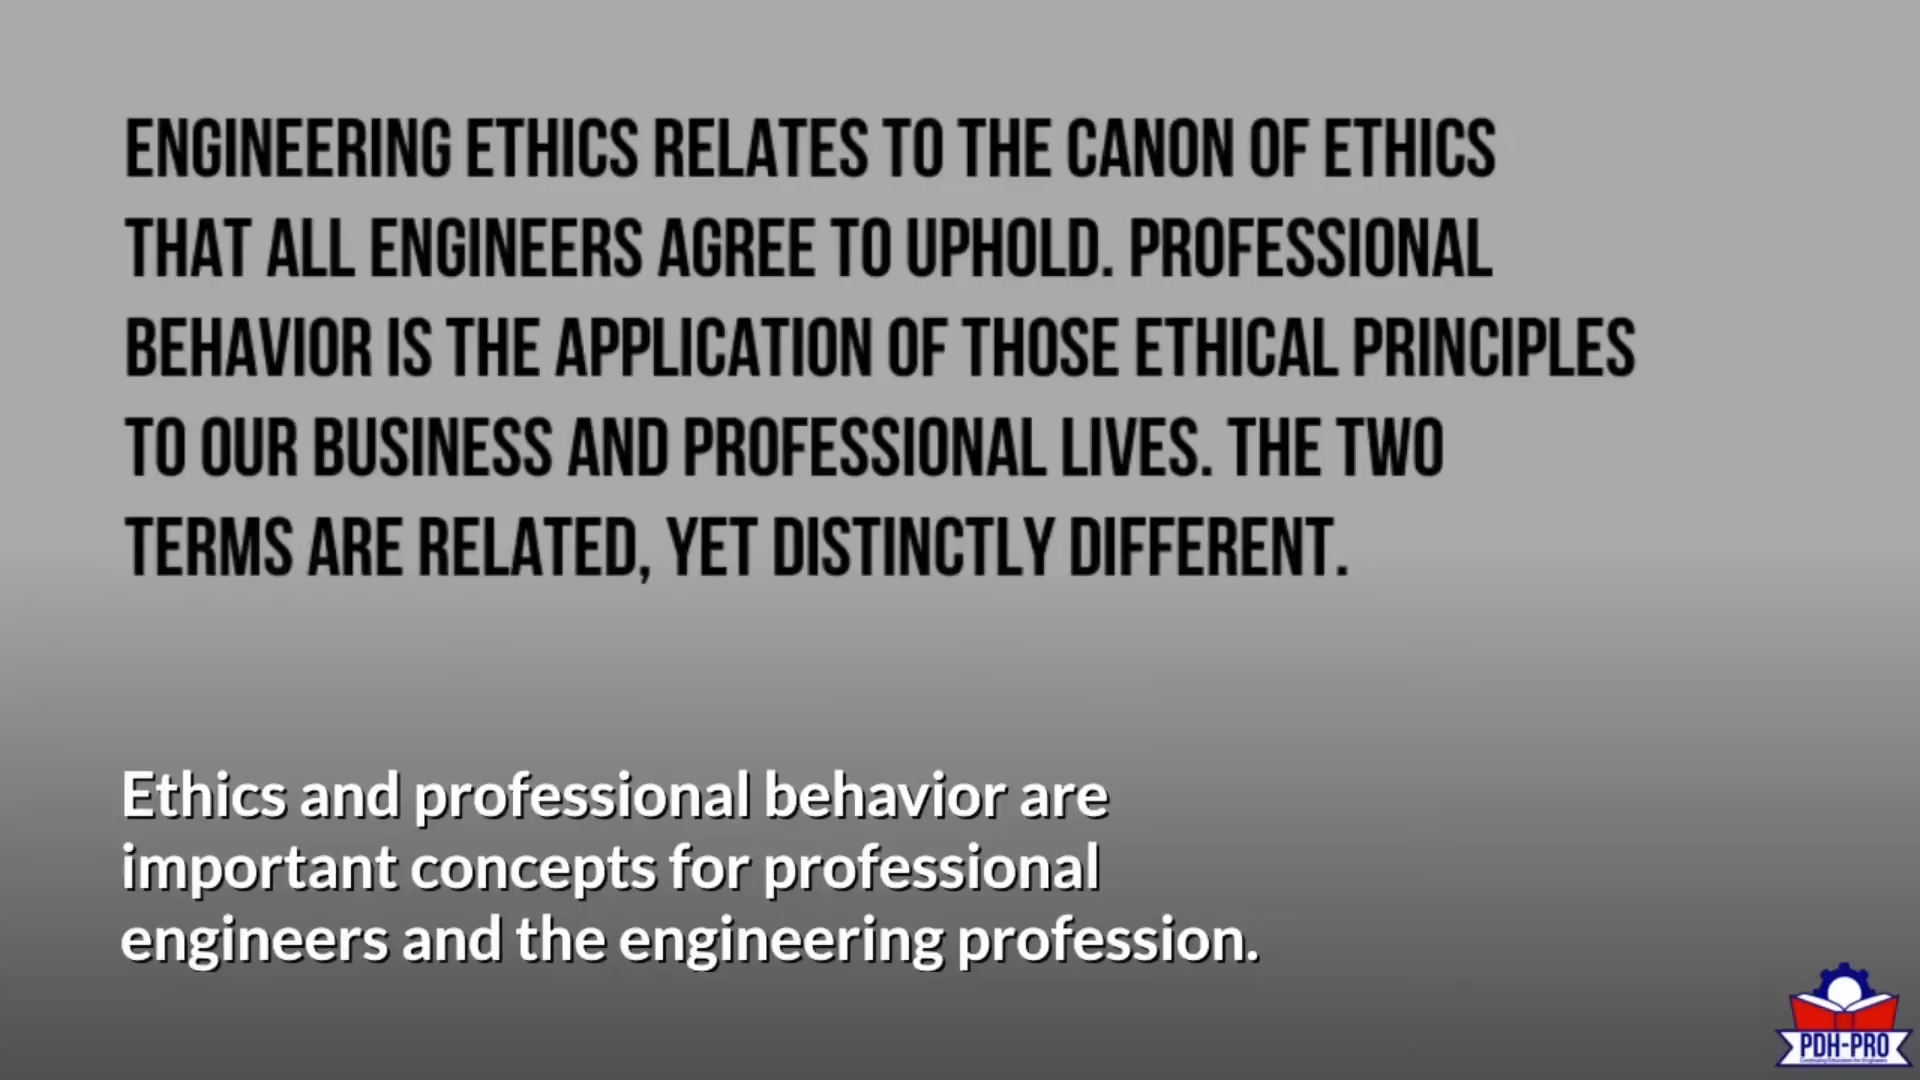 ENGINEERING ETHICS RELATES TO THE CANON OF ETHICS
THAT ALL ENGINEERS AGREE TO UPHOLD. PROFESSIONAL
BEHAVIOR IS THE APPLICATION OF THOSE ETHICAL PRINCIPLES
TO OUR BUSINESS AND PROFESSIONAL LIVES. THE TWO
TERMS ARE RELATED, YET DISTINCTLY DIFFERENT.
Ethics and professional behavior are
important concepts for professional
engineers and the engineering profession.
PDH-PRO